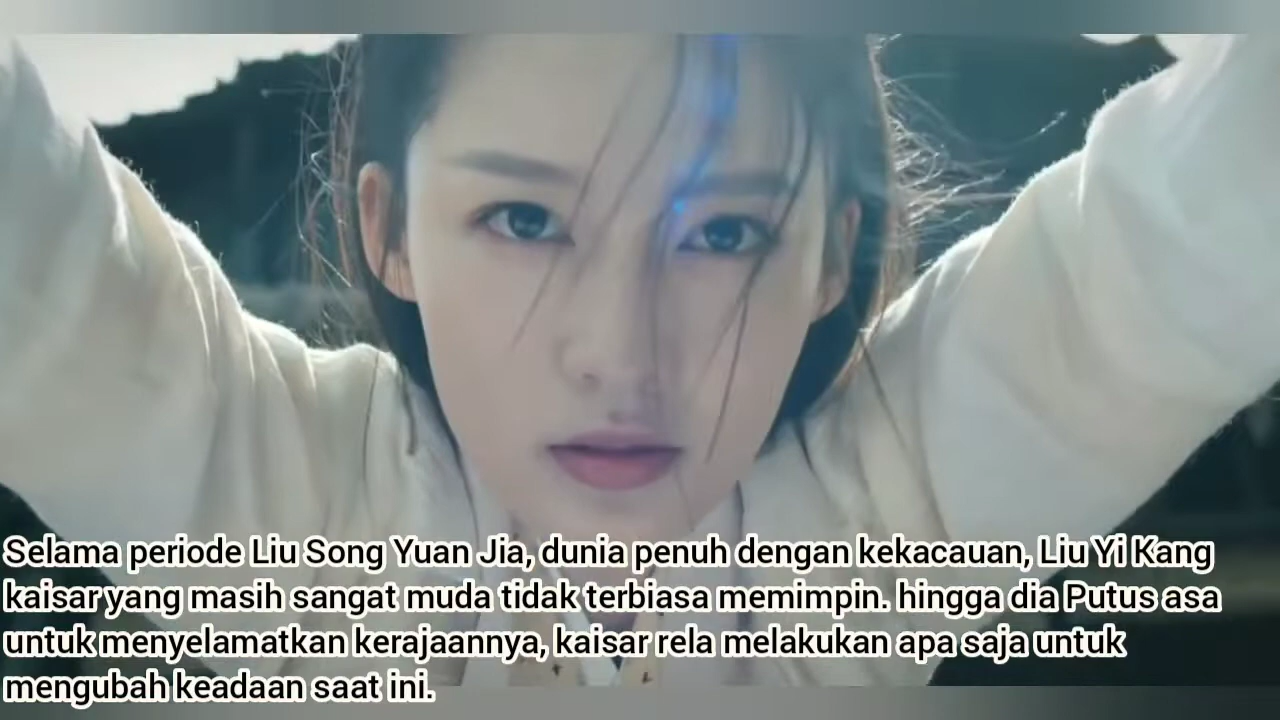 Selama periode Liu Song Yuan Jia, dunia penuh dengan kekacauan, Liu Yi Kang
kaisar yang masih sangat muda tidak terbiasa memimpin. hingga dia Putus asa
untuk menyelamatkan kerajaannya, kaisar rela melakukan apa saja untuk
mengubah keadaan saat ini.